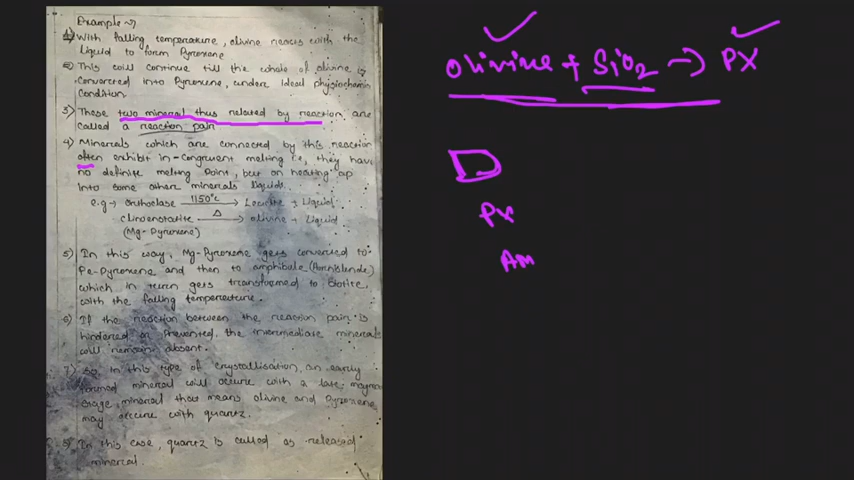 Example ~>
1) With falling temperature, olivine reacts with the
liquid to form Pyroxene
2) This will continue till the whole of olivine is
converted into Pyroxene, under ideal physiochemical
condition.
3) These two mineral thus related by reaction are
called a reaction pair
4) Minerals which are connected by this reaction
often exhibit in-congruent melting i.e, they have
no definite melting point, but on heating up
into some other minerals liquids.
e.g → Orthoclase 1150°C → Leucite + Liquid
clinoenstatite Δ → olivine + Liquid
(Mg-Pyroxene)
5) In this way, Mg-Pyroxene gets converted to
Fe-Pyroxene and then to amphibole (Hornblende)
which in turn gets transformed to Biotite
with the falling temperature.
6) If the reaction between the reaction pair is
hindered or prevented, the intermediate mineral
will remain absent.
7) So in this type of crystallisation, an early
formed mineral will occure with a late magma
stage, mineral that means olivine and pyroxene
may occure with quartz.
8) In this case, quartz is called as released
mineral.
Olivine + SiO2 → PX
Px
Am